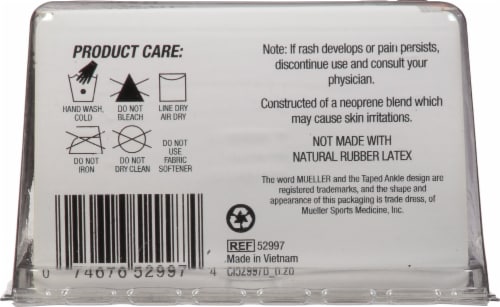 PRODUCT CARE:
HAND WASH,
COLD
DO NOT
BLEACH
LINE DRY
AIR DRY
DO NOT
IRON
DO NOT
DRY CLEAN
DO NOT
USE
FABRIC
SOFTENER
Note: If rash develops or pain persists,
discontinue use and consult your
physician.
Constructed of a neoprene blend which
may cause skin irritations.
NOT MADE WITH
NATURAL RUBBER LATEX
The word MUELLER and the Taped Ankle design are
registered trademarks, and the shape and
appearance of this packaging is trade dress, of
Mueller Sports Medicine, Inc.
REF 52997
Made in Vietnam
0 74676 52997 4